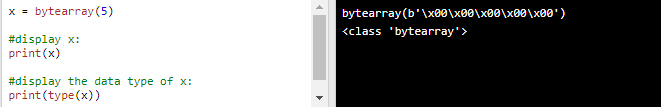 x = bytearray(5)
#display x:
print(x)
#display the data type of x:
print(type(x))
bytearray(b'\x00\x00\x00\x00\x00')
<class 'bytearray'>